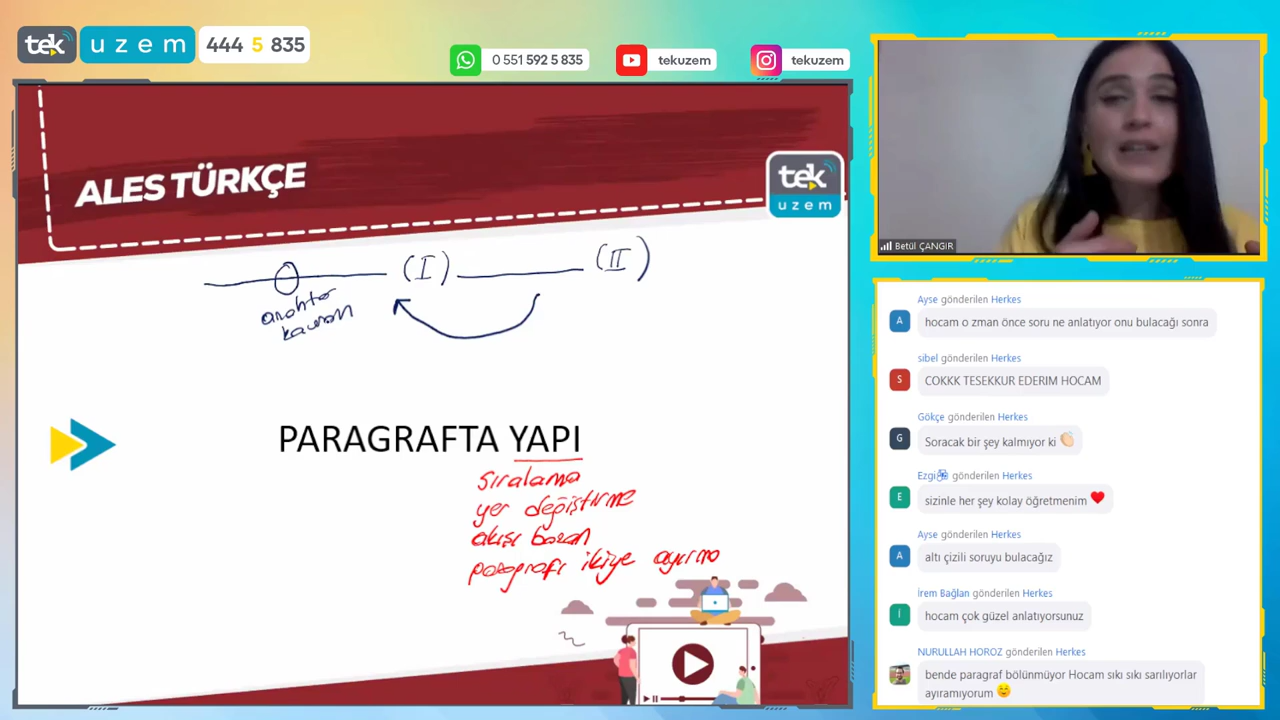 tek
uzem
444 5 835
0 551 592 5 835
tekuzem
tekuzem
ALES TÜRKÇE
tek
uzem
(I)
(II)
anahtar
kavram
PARAGRAFTA YAPI
sıralama
yer değiştirme
akışı bozan
paragrafı ikiye ayırma
Betül ÇANGIR
Ayse gönderilen Herkes
A
hocam o zman önce soru ne anlatıyor onu bulacağı sonra
sibel gönderilen Herkes
S
COKKK TESEKKUR EDERIM HOCAM
Gökçe gönderilen Herkes
G
Soracak bir şey kalmıyor ki 👏🏻
Ezgi gönderilen Herkes
E
sizinle her şey kolay öğretmenim ❤️
Ayse gönderilen Herkes
A
altı çizili soruyu bulacağız
İrem Bağlan gönderilen Herkes
İ
hocam çok güzel anlatıyorsunuz
NURULLAH HOROZ gönderilen Herkes
bende paragraf bölünmüyor Hocam sıkı sıkı sarılıyorlar
ayıramıyorum ☺️